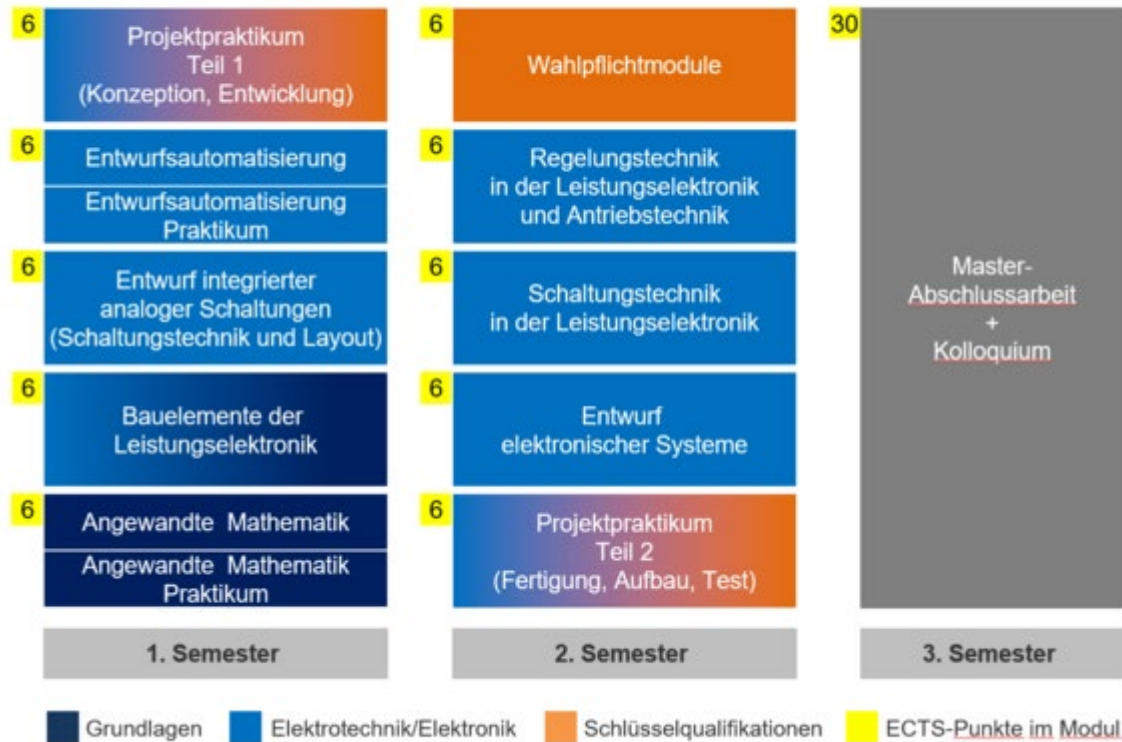 6
Projektpraktikum
Teil 1
(Konzeption, Entwicklung)
6
Entwurfsautomatisierung
Entwurfsautomatisierung
Praktikum
6
Entwurf integrierter
analoger Schaltungen
(Schaltungstechnik und Layout)
6
Bauelemente der
Leistungselektronik
6
Angewandte Mathematik
Angewandte Mathematik
Praktikum
1. Semester
6
Wahlpflichtmodule
6
Regelungstechnik
in der Leistungselektronik
und Antriebstechnik
6
Schaltungstechnik
in der Leistungselektronik
6
Entwurf
elektronischer Systeme
6
Projektpraktikum
Teil 2
(Fertigung, Aufbau, Test)
2. Semester
30
Master-
Abschlussarbeit
+
Kolloquium
3. Semester
Grundlagen
Elektrotechnik/Elektronik
Schlüsselqualifikationen
ECTS-Punkte im Modul